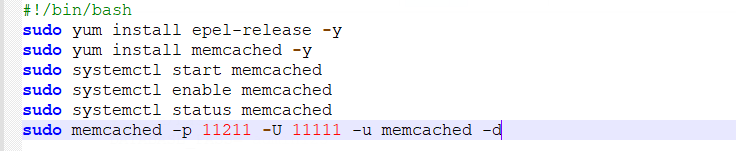 #!/bin/bash
sudo yum install epel-release -y
sudo yum install memcached -y
sudo systemctl start memcached
sudo systemctl enable memcached
sudo systemctl status memcached
sudo memcached -p 11211 -U 11111 -u memcached -d